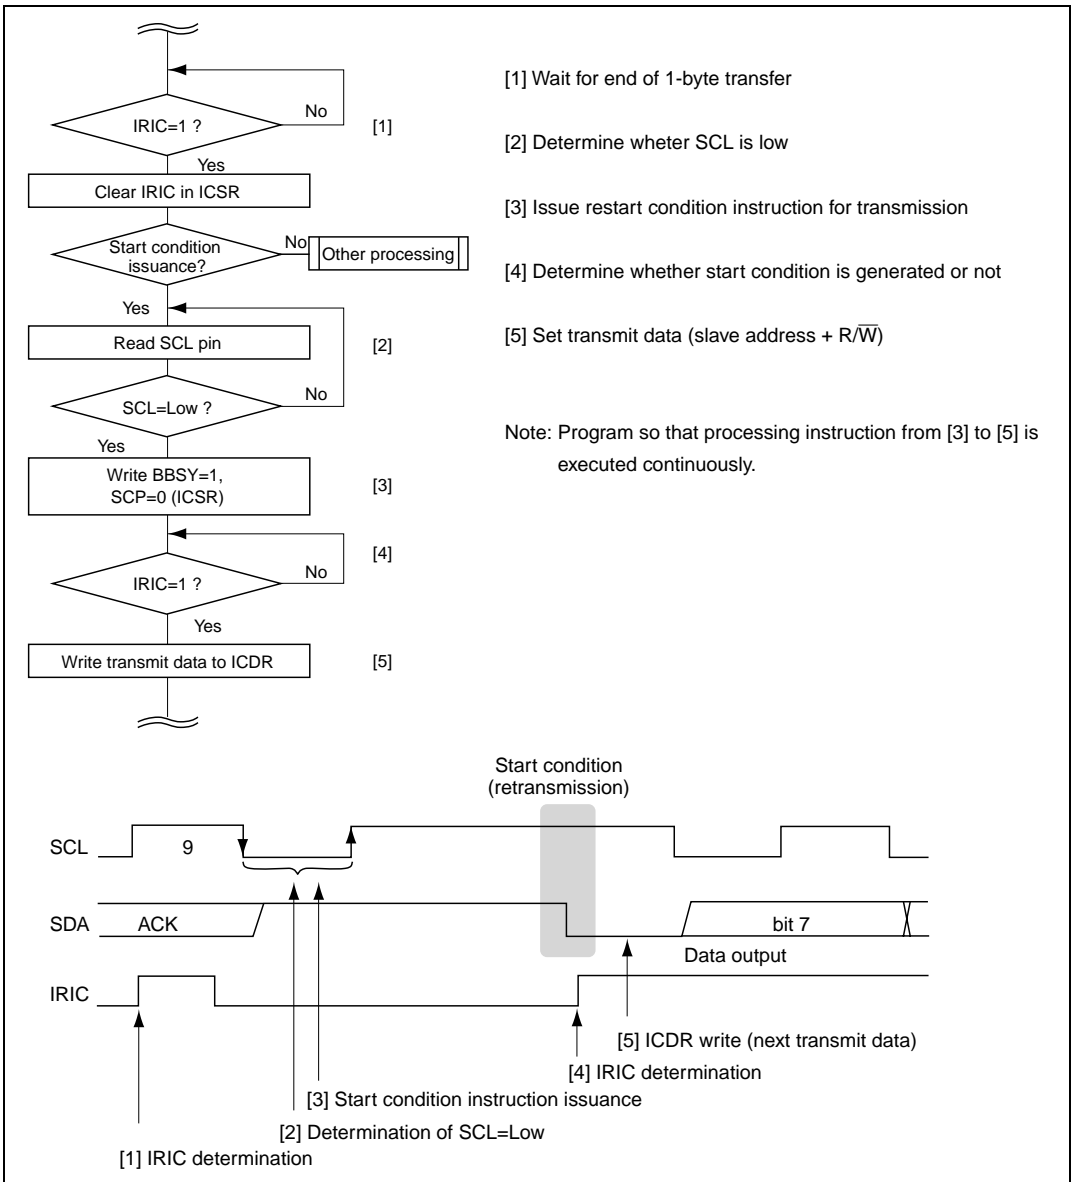 [1] Wait for end of 1-byte transfer
No
IRIC=1 ?
[1]
[2] Determine wheter SCL is low
Yes
Clear IRIC in ICSR
[3] Issue restart condition instruction for transmission
Start condition
issuance?
No
Other processing
[4] Determine whether start condition is generated or not
Yes
Read SCL pin
[2]
[5] Set transmit data (slave address + R/W̅)
SCL=Low ?
No
Yes
Note: Program so that processing instruction from [3] to [5] is
executed continuously.
Write BBSY=1,
SCP=0 (ICSR)
[3]
[4]
IRIC=1 ?
No
Yes
Write transmit data to ICDR
[5]
Start condition
(retransmission)
SCL
9
SDA
ACK
bit 7
Data output
IRIC
[5] ICDR write (next transmit data)
[4] IRIC determination
[3] Start condition instruction issuance
[2] Determination of SCL=Low
[1] IRIC determination